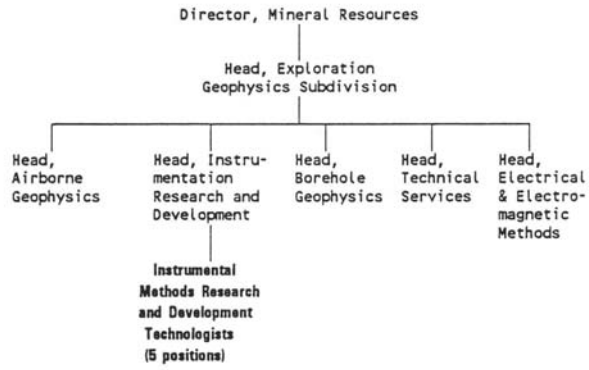 Director, Mineral Resources
Head, Exploration
Geophysics Subdivision
Head,
Airborne
Geophysics
Head, Instru-
mentation
Research and
Development
Head,
Borehole
Geophysics
Head,
Technical
Services
Head,
Electrical
& Electro-
magnetic
Methods
Instrumental
Methods Research
and Development
Technologists
(5 positions)